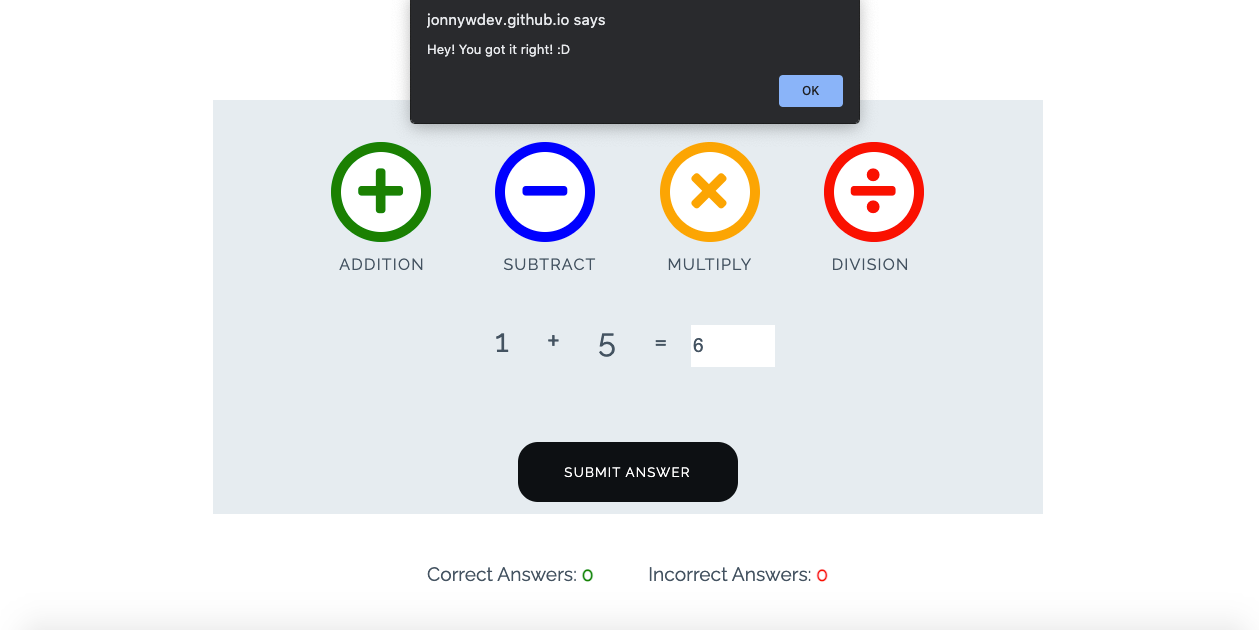 jonnywdev.github.io says
Hey! You got it right! :D
OK
ADDITION SUBTRACT MULTIPLY DIVISION
1 + 5 = 6
SUBMIT ANSWER
Correct Answers: 0 Incorrect Answers: 0